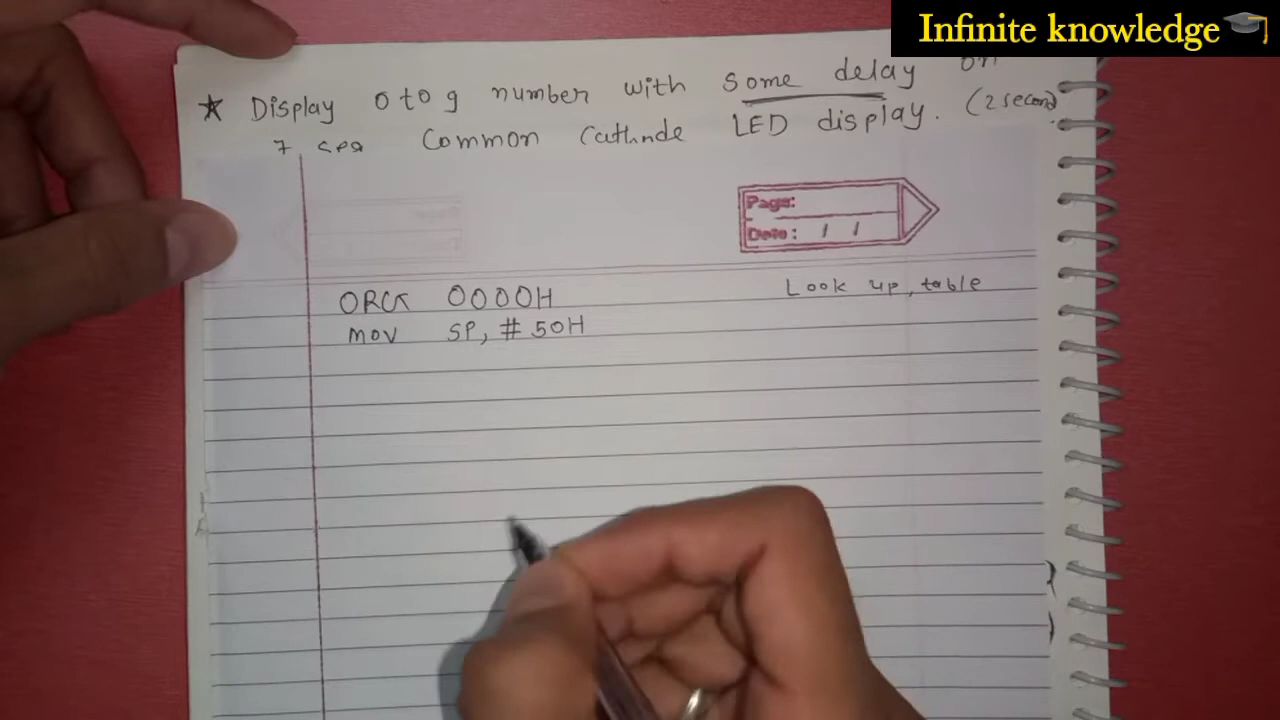 Infinite knowledge
★ Display 0 to 9 number with some delay on
7 seg Common Cathode LED display. (2 second
Page:
Date: / /
ORG 0000H
Look up, table
MOV SP, # 50H